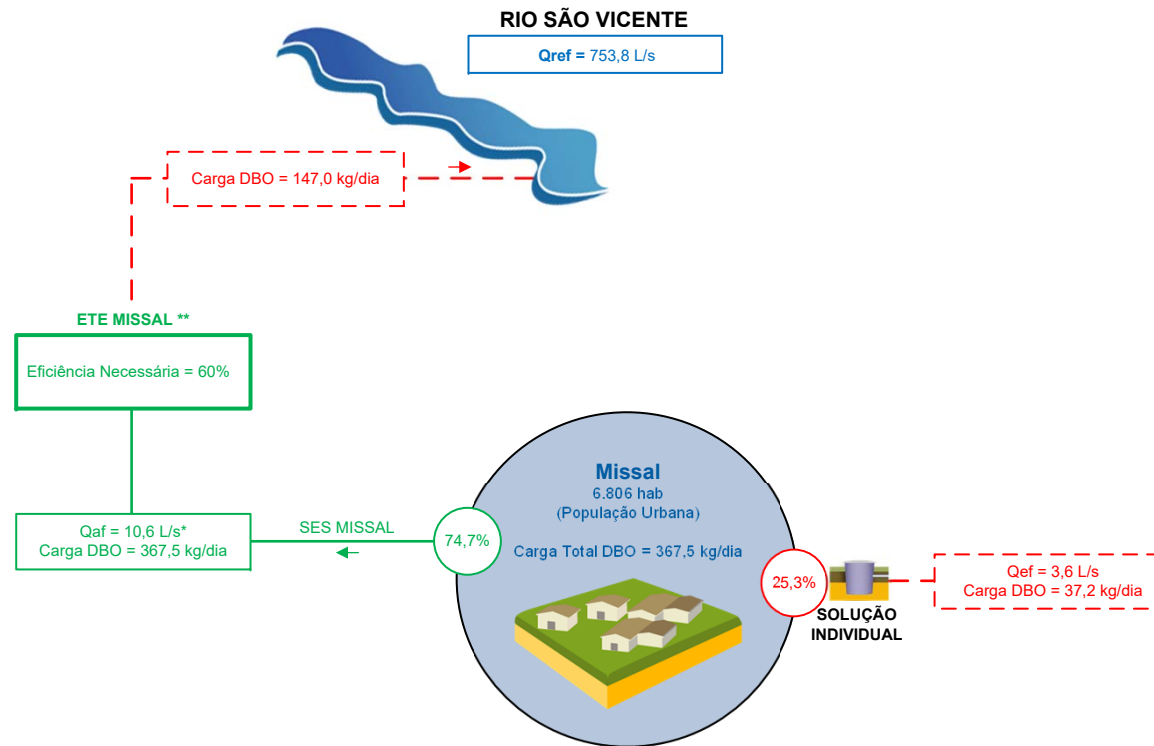 RIO SÃO VICENTE
Qref = 753,8 L/s
Carga DBO = 147,0 kg/dia
ETE MISSAL **
Eficiência Necessária = 60%
Qaf = 10,6 L/s*
Carga DBO = 367,5 kg/dia
SES MISSAL
74,7%
Missal
6.806 hab
(População Urbana)
Carga Total DBO = 367,5 kg/dia
25,3%
SOLUÇÃO
INDIVIDUAL
Qef = 3,6 L/s
Carga DBO = 37,2 kg/dia